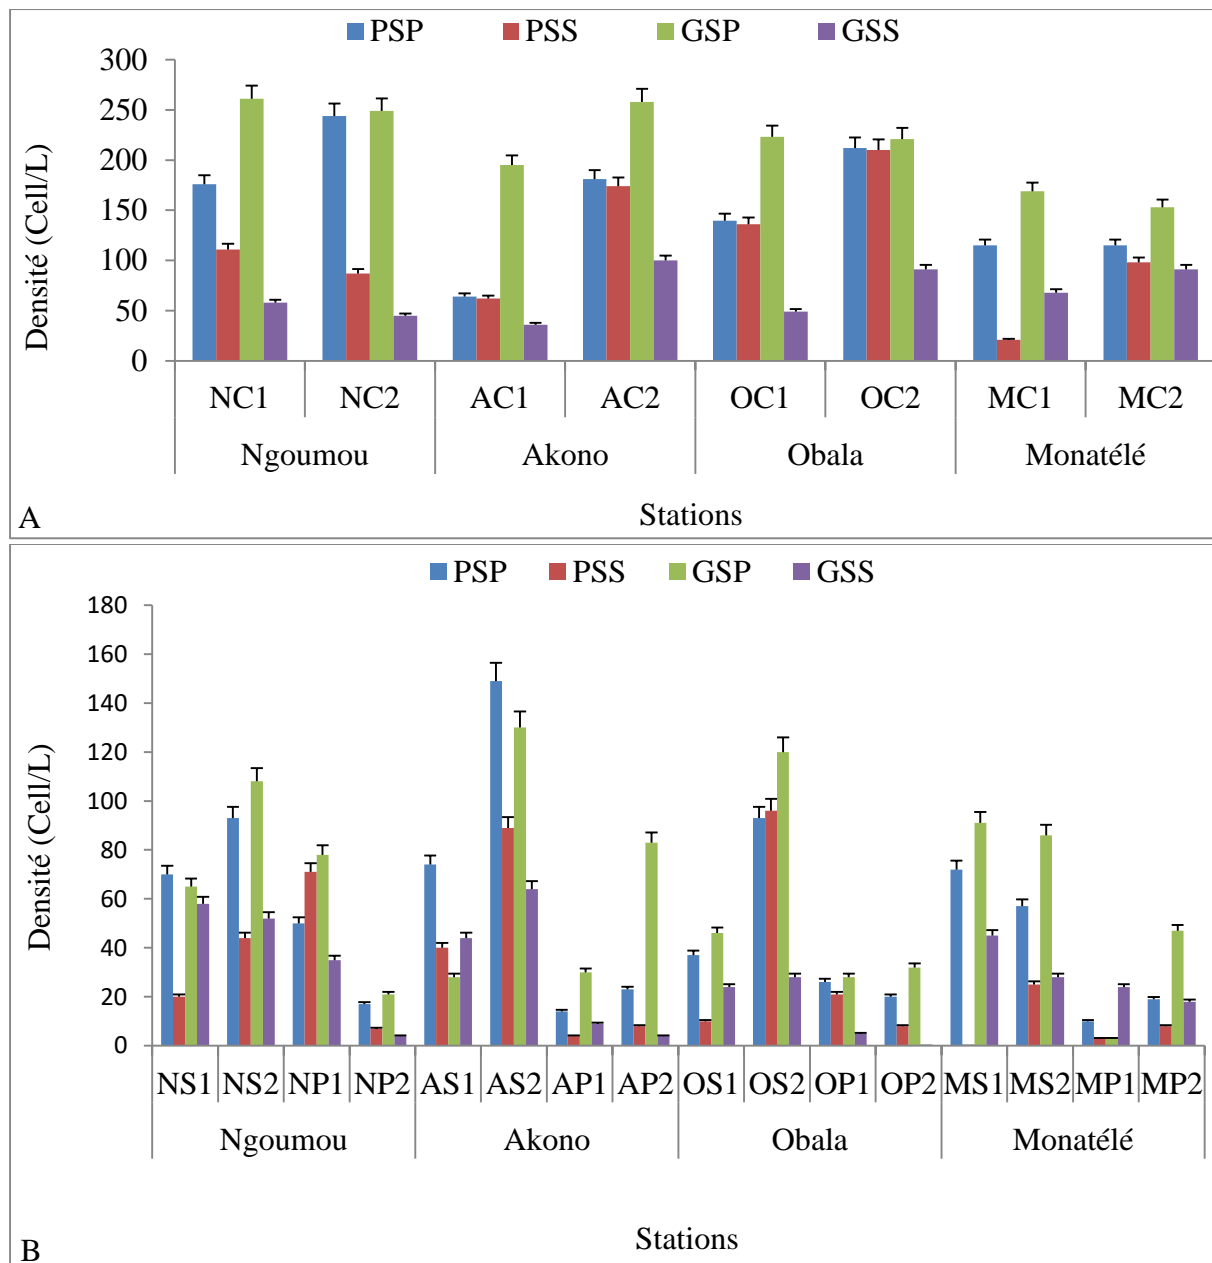 PSP PSS GSP GSS
300
250
200
150
100
50
0
Densité (Cell/L)
NC1 NC2 AC1 AC2 OC1 OC2 MC1 MC2
Ngoumou Akono Obala Monatélé
Stations
A
PSP PSS GSP GSS
180
160
140
120
100
80
60
40
20
0
Densité (Cell/L)
NS1 NS2 NP1 NP2 AS1 AS2 AP1 AP2 OS1 OS2 OP1 OP2 MS1 MS2 MP1 MP2
Ngoumou Akono Obala Monatélé
Stations
B